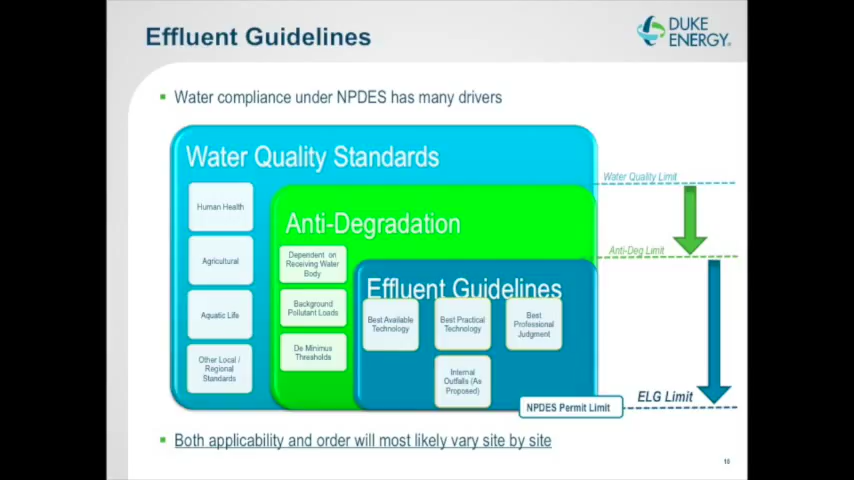 Effluent Guidelines
DUKE
ENERGY®
Water compliance under NPDES has many drivers
Water Quality Standards
Human Health
Agricultural
Aquatic Life
Other Local /
Regional
Standards
Anti-Degradation
Dependent on
Receiving Water
Body
Background
Pollutant Loads
De Minimus
Thresholds
Effluent Guidelines
Best Available
Technology
Best Practical
Technology
Best
Professional
Judgment
Internal
Outfalls (As
Proposed)
Water Quality Limit
Anti-Deg Limit
ELG Limit
NPDES Permit Limit
Both applicability and order will most likely vary site by site
10